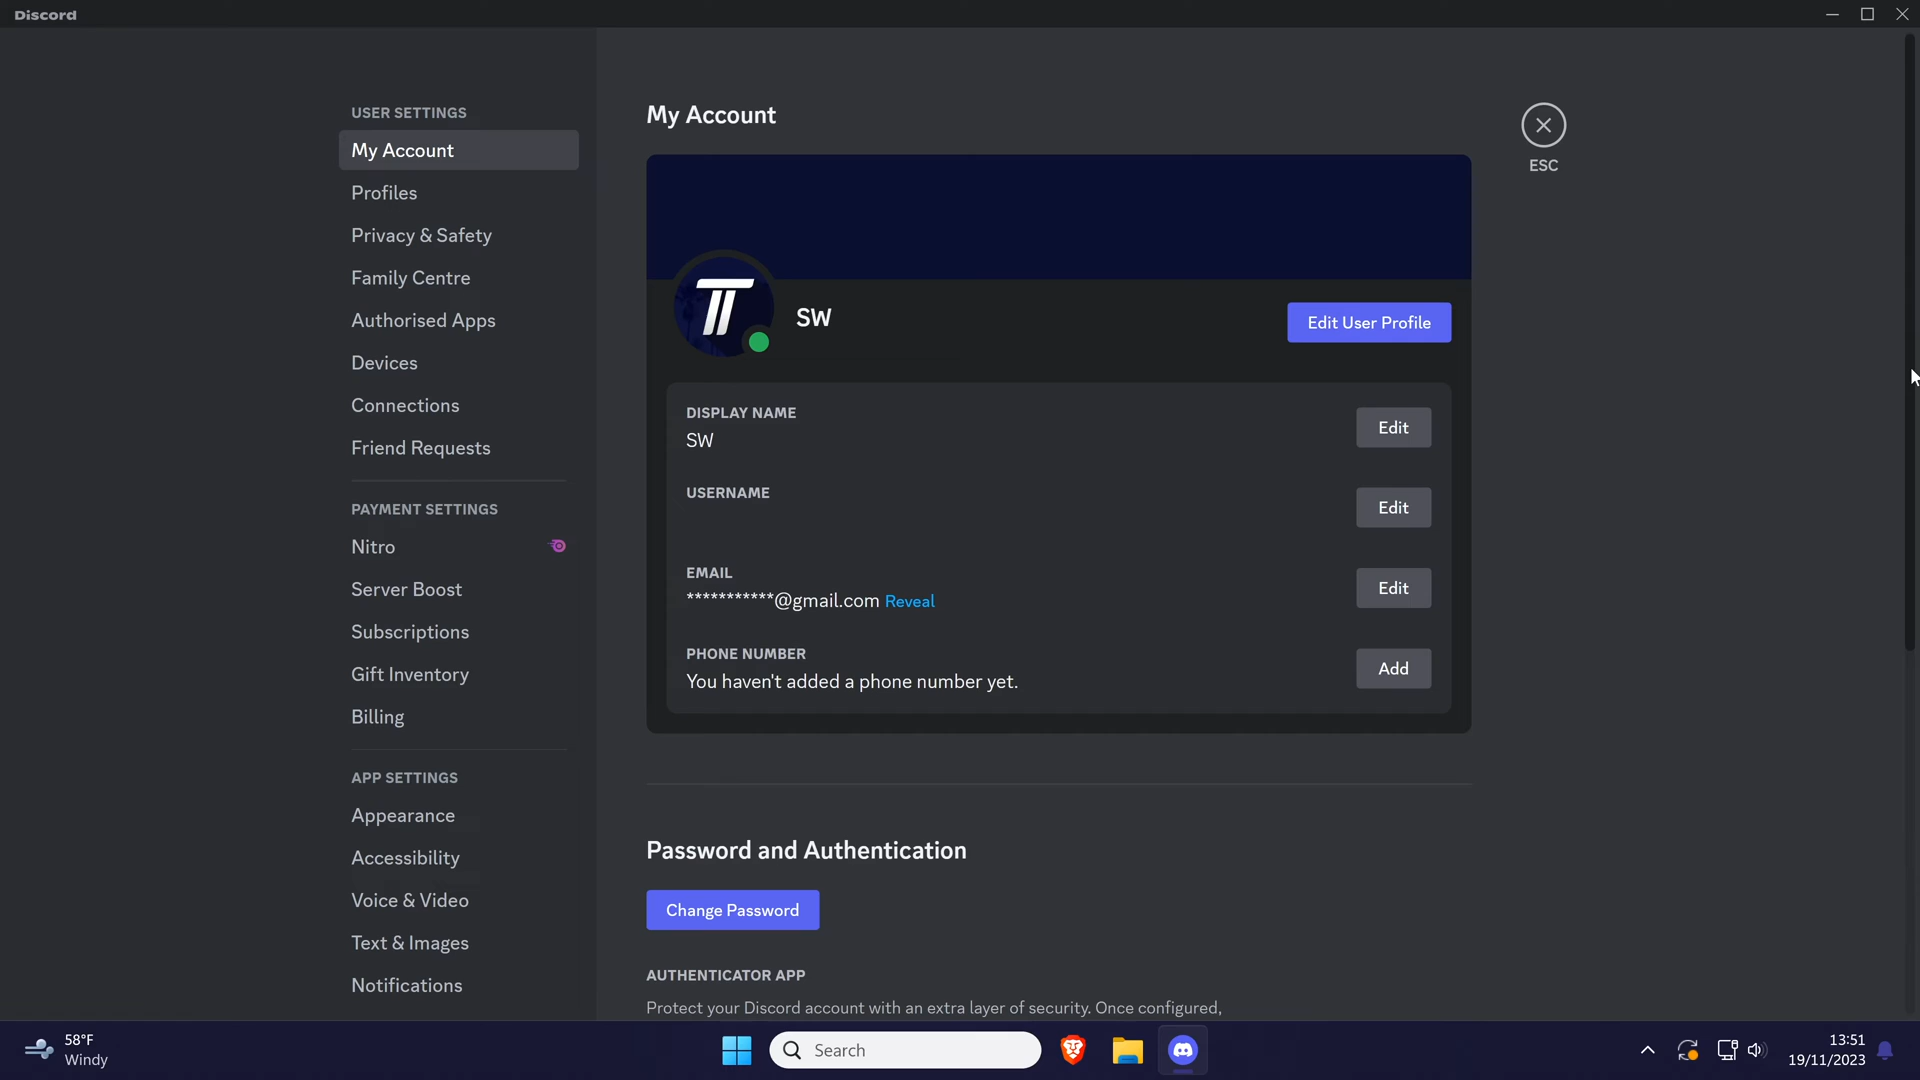 Discord
USER SETTINGS
My Account
Profiles
Privacy & Safety
Family Centre
Authorised Apps
Devices
Connections
Friend Requests
PAYMENT SETTINGS
Nitro
Server Boost
Subscriptions
Gift Inventory
Billing
APP SETTINGS
Appearance
Accessibility
Voice & Video
Text & Images
Notifications
My Account
ESC
SW
Edit User Profile
DISPLAY NAME
SW
Edit
USERNAME
Edit
EMAIL
***********@gmail.com Reveal
Edit
PHONE NUMBER
You haven't added a phone number yet.
Add
Password and Authentication
Change Password
AUTHENTICATOR APP
Protect your Discord account with an extra layer of security. Once configured,
58°F
Windy
Search
13:51
19/11/2023